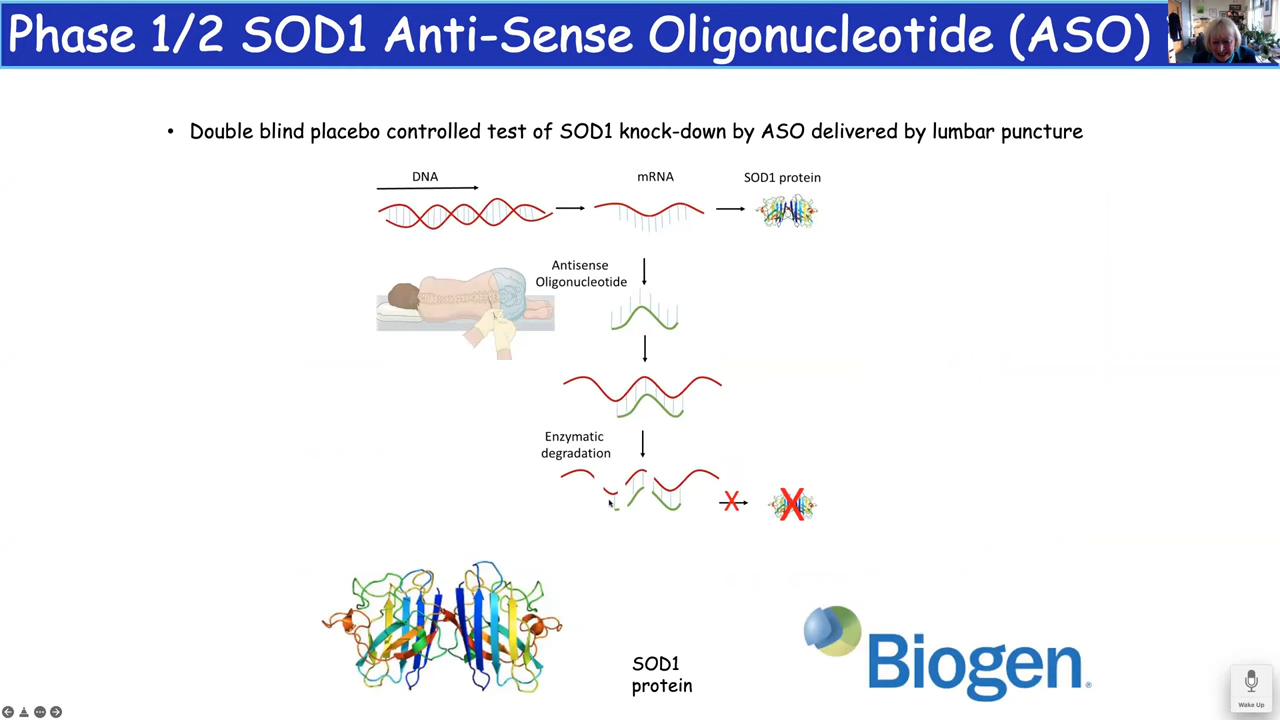 Phase 1/2 SOD1 Anti-Sense Oligonucleotide (ASO)
• Double blind placebo controlled test of SOD1 knock-down by ASO delivered by lumbar puncture
DNA
mRNA
SOD1 protein
Antisense
Oligonucleotide
Enzymatic
degradation
X
X
SOD1
protein
Biogen®
Wake Up